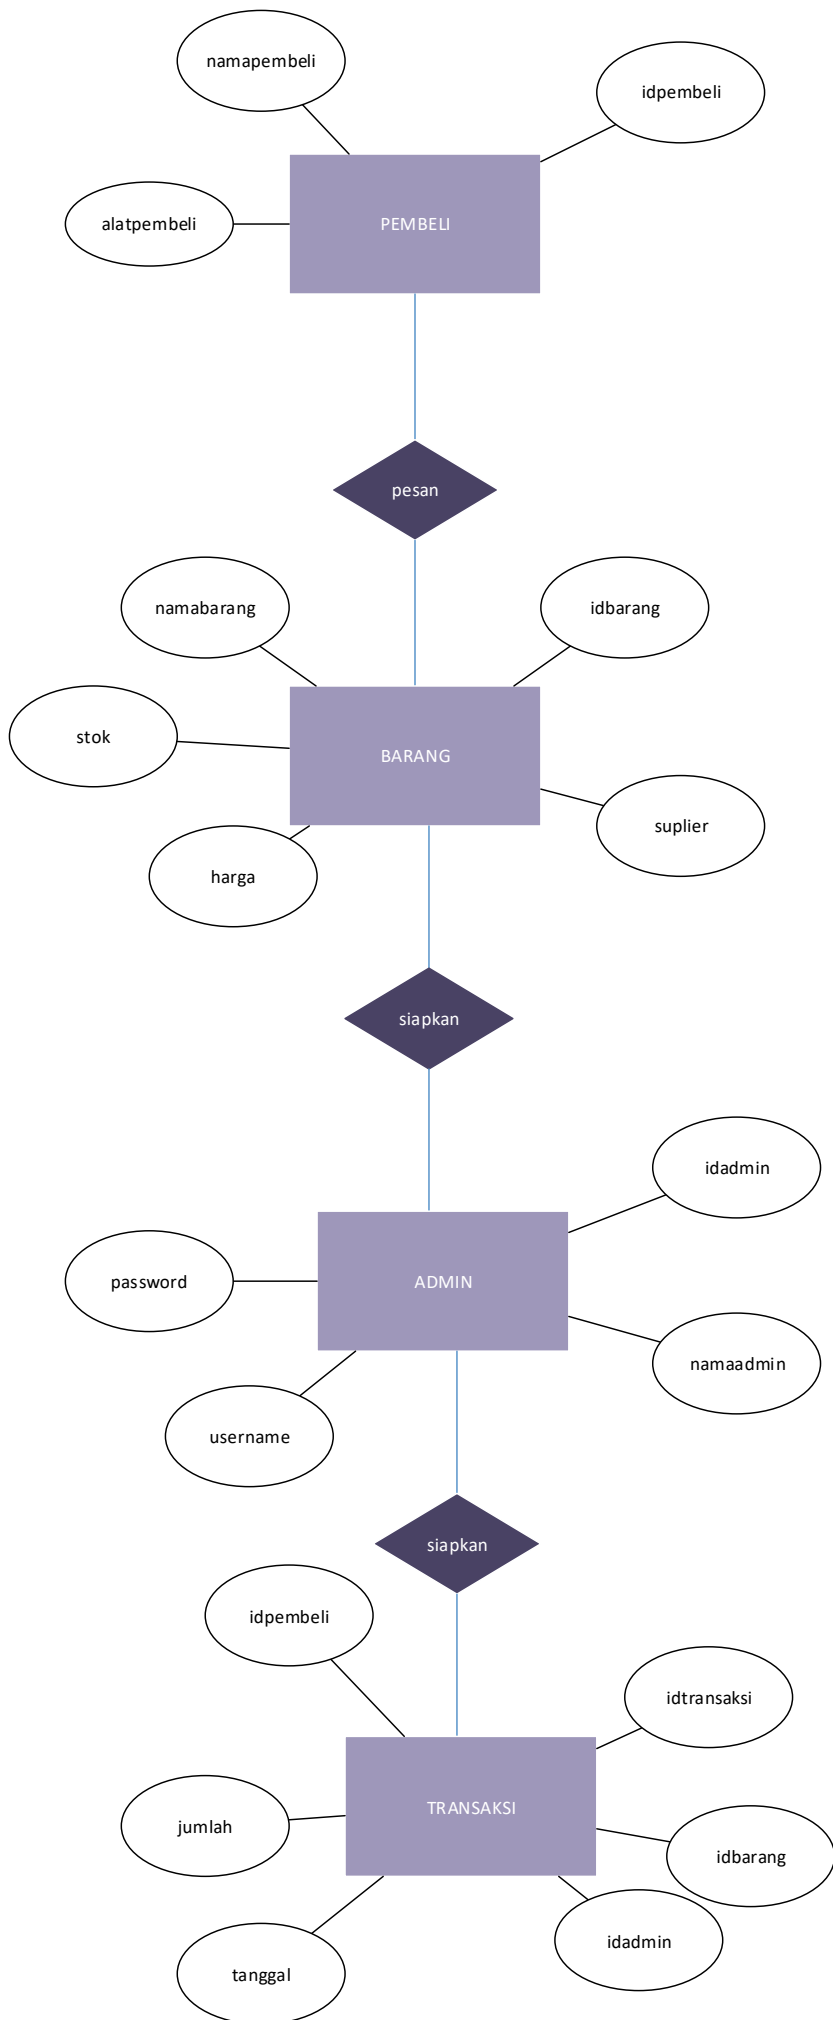 namapembeli
idpembeli
alatpembeli
PEMBELI
pesan
namabarang
idbarang
stok
BARANG
suplier
harga
siapkan
idadmin
password
ADMIN
namaadmin
username
siapkan
idpembeli
idtransaksi
jumlah
TRANSAKSI
idbarang
idadmin
tanggal